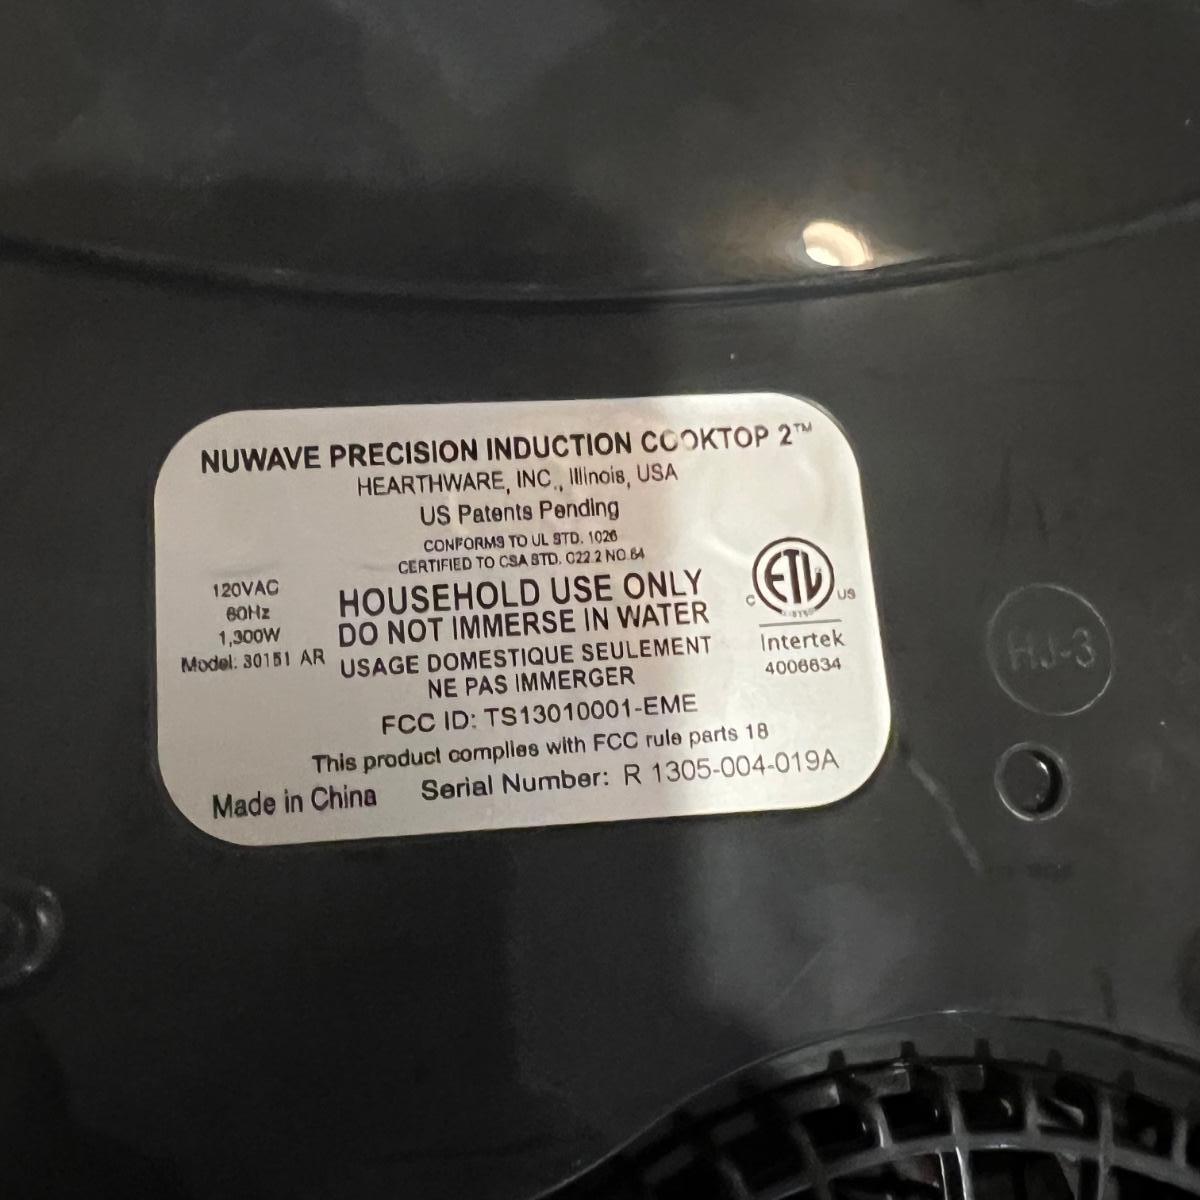 NUWAVE PRECISION INDUCTION COOKTOP 2™
HEARTHWARE, INC., Illinois, USA
US Patents Pending
CONFORMS TO UL STD. 1026
CERTIFIED TO CSA STD. C22.2 NO.64
120VAC
60Hz
1,300W
Model: 30151 AR
HOUSEHOLD USE ONLY
DO NOT IMMERSE IN WATER
USAGE DOMESTIQUE SEULEMENT
NE PAS IMMERGER
C ETL US
LISTED
Intertek
4006634
FCC ID: TS13010001-EME
This product complies with FCC rule parts 18
Made in China Serial Number: R 1305-004-019A
HJ-3